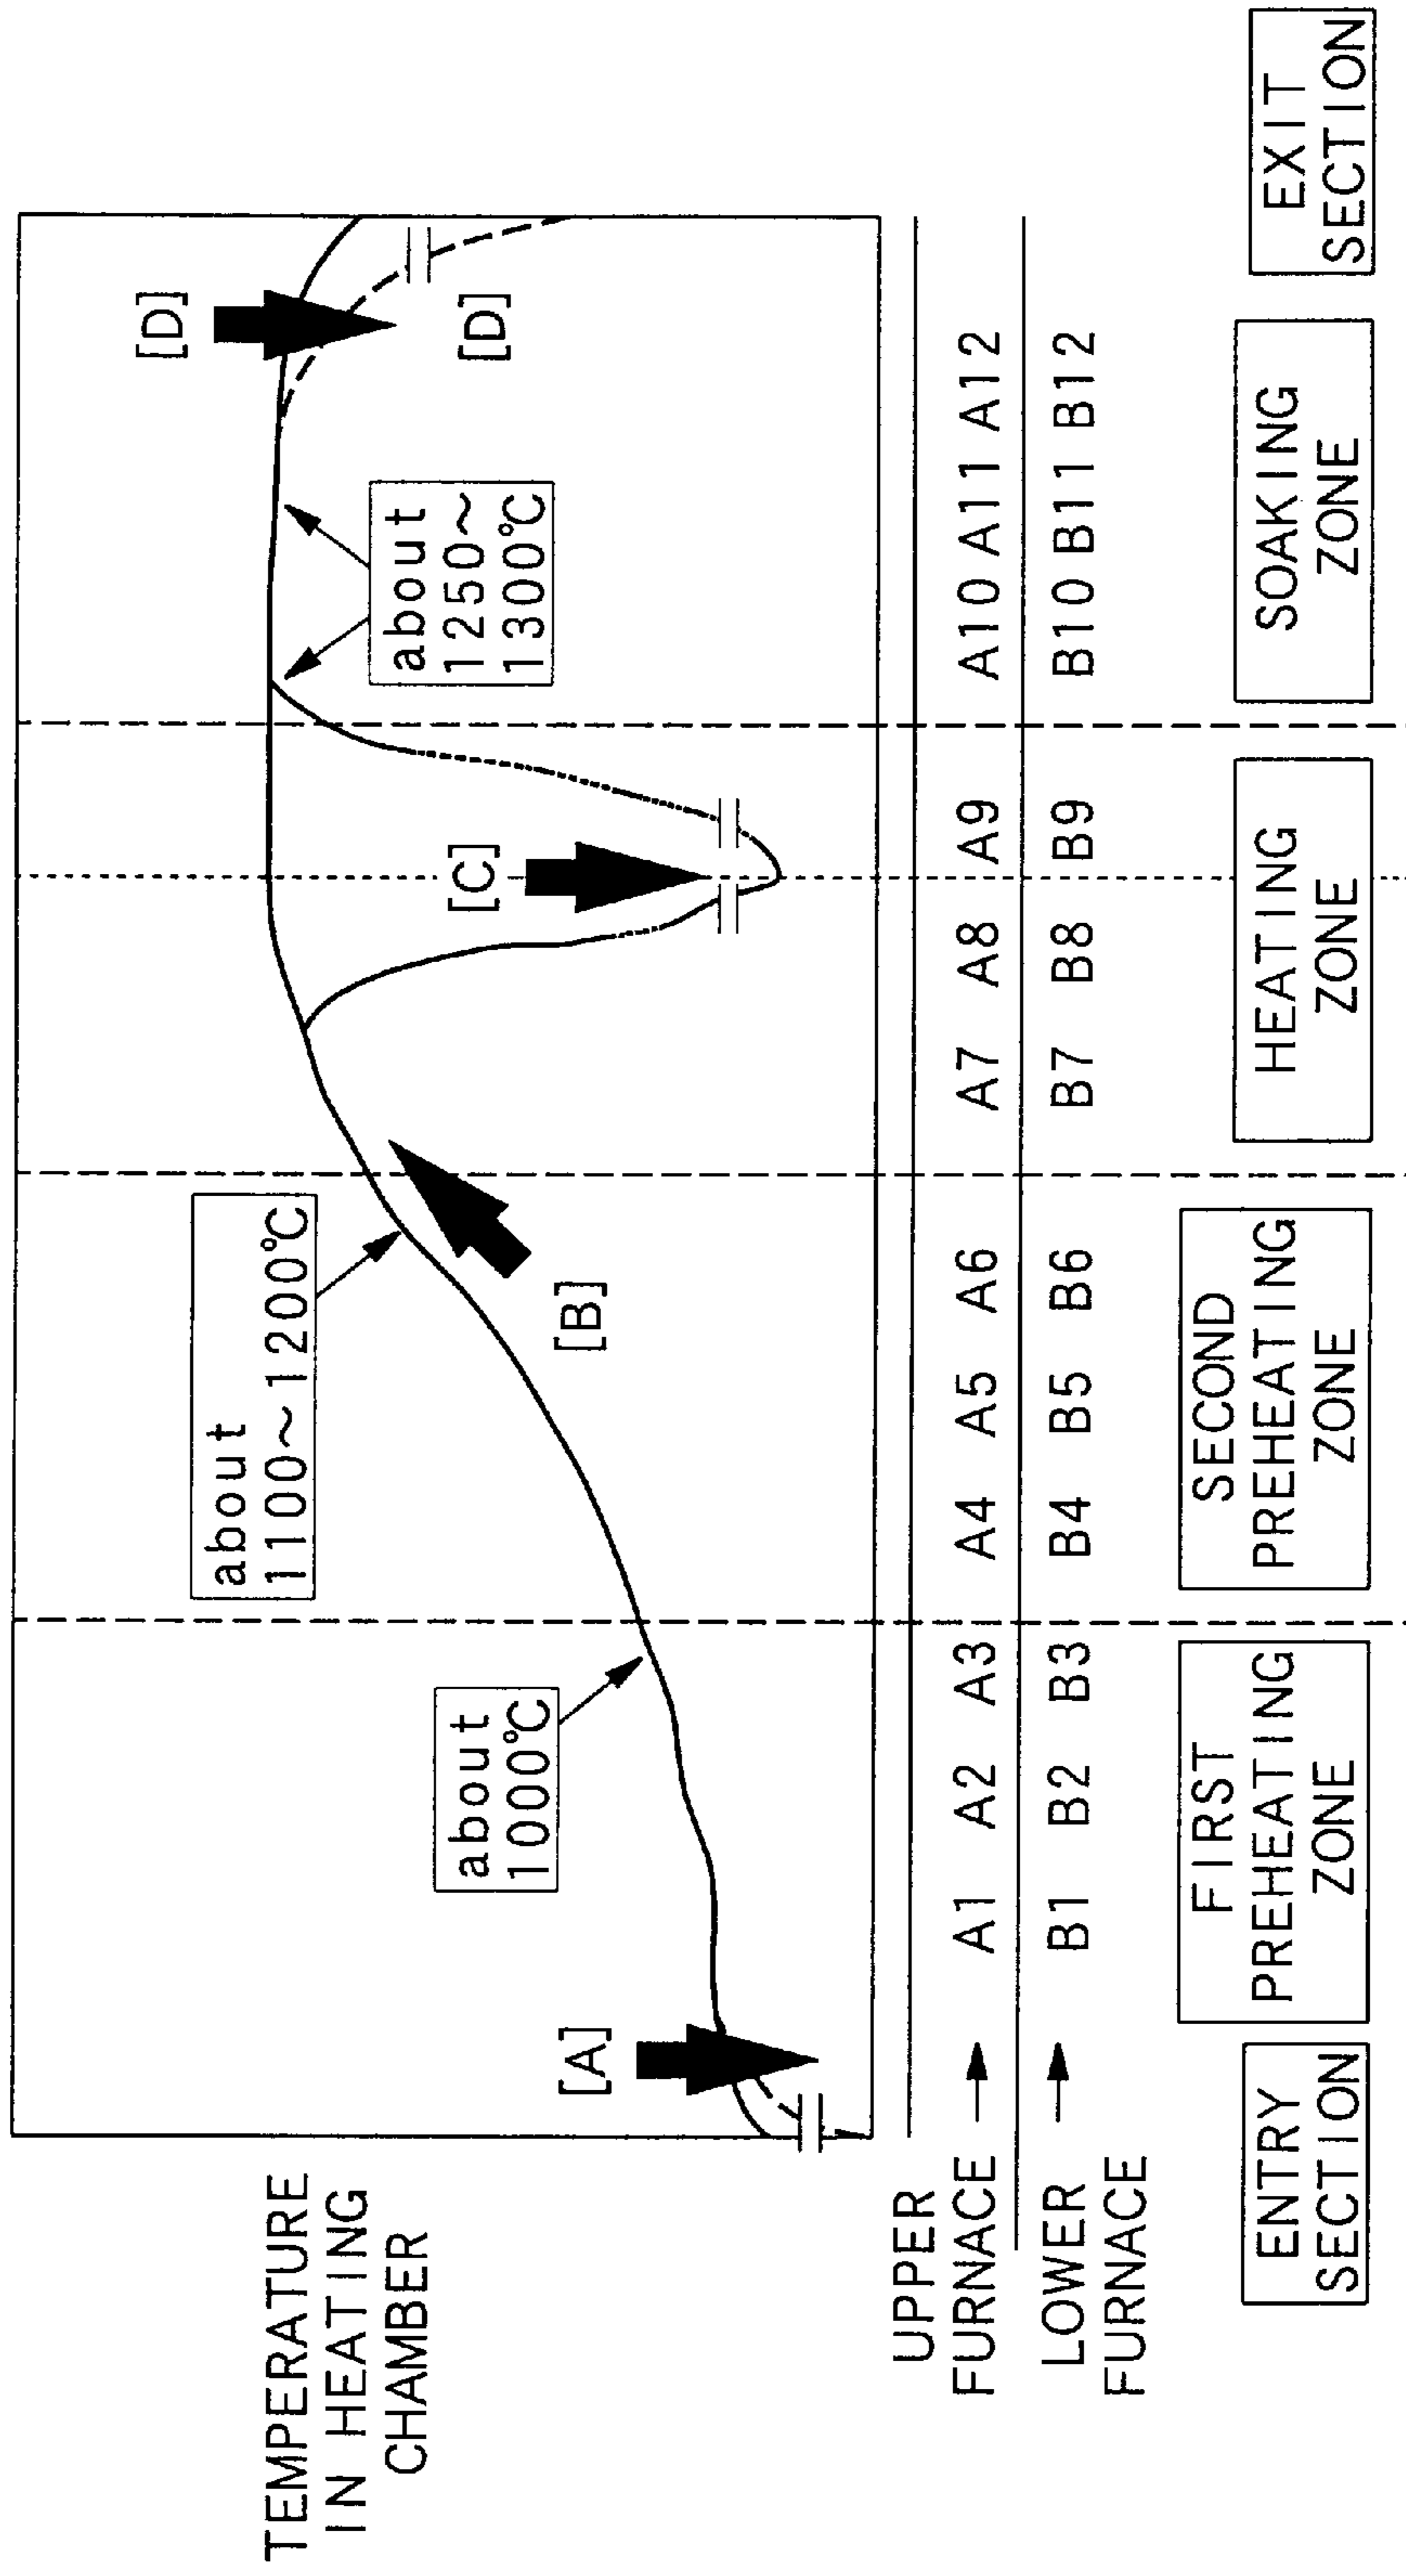 TEMPERATURE
IN HEATING
CHAMBER
[A]
about
1000℃
about
1100~1200℃
[B]
[C]
about
1250~
1300℃
[D]
[D]
UPPER
FURNACE → A1 A2 A3 A4 A5 A6 A7 A8 A9 A10 A11 A12
LOWER
FURNACE → B1 B2 B3 B4 B5 B6 B7 B8 B9 B10 B11 B12
ENTRY
SECTION
FIRST
PREHEATING
ZONE
SECOND
PREHEATING
ZONE
HEATING
ZONE
SOAKING
ZONE
EXIT
SECTION